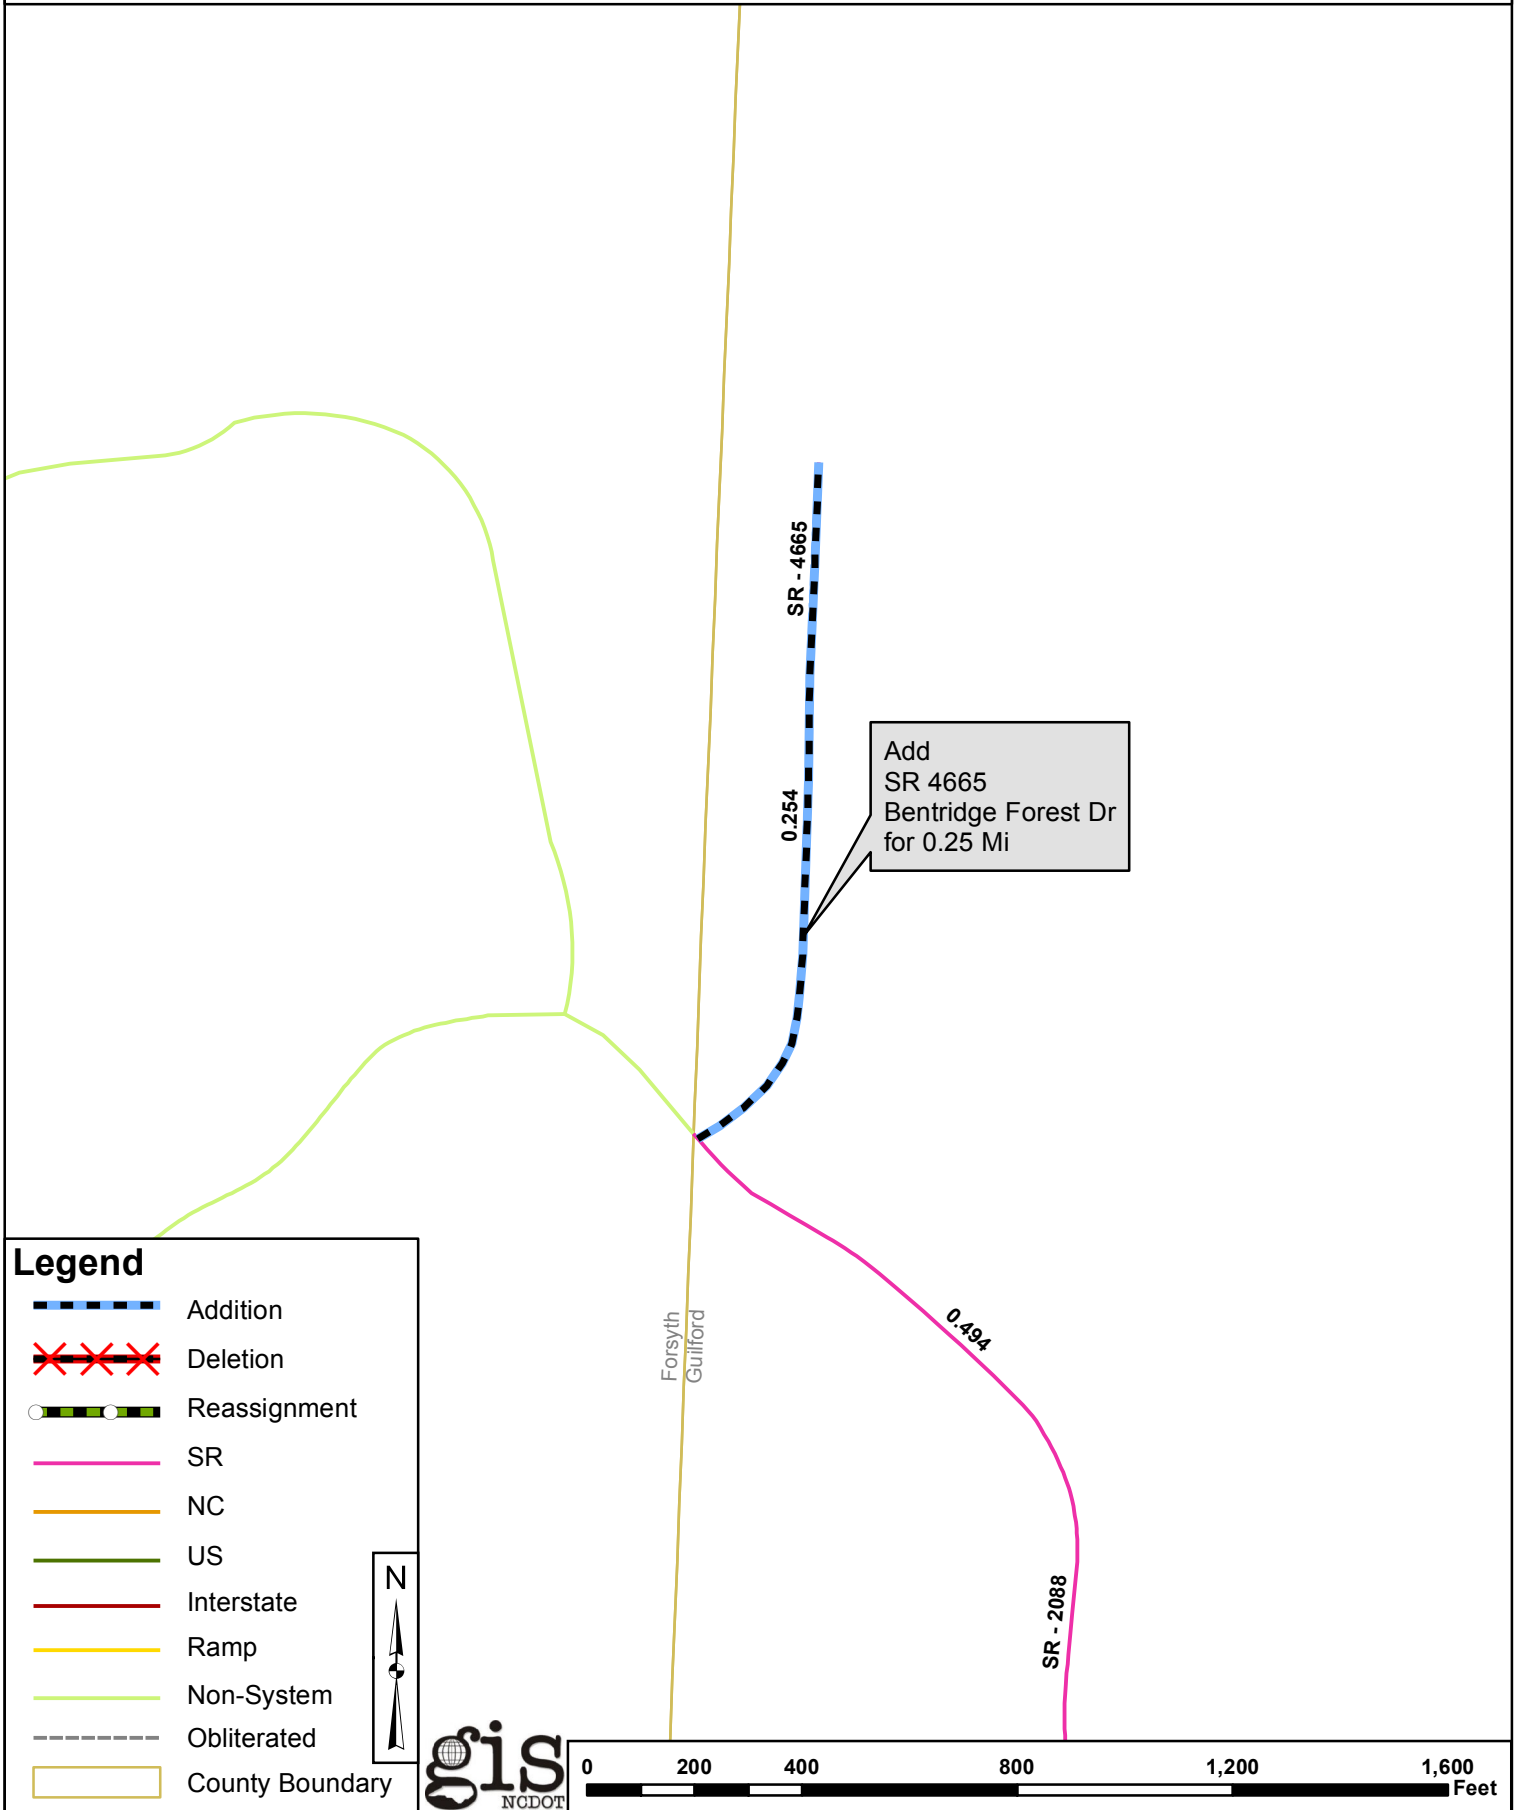 SR - 4665
0.254
Add
SR 4665
Bentridge Forest Dr
for 0.25 Mi
Forsyth
Guilford
0.494
SR - 2088
Legend
Addition
Deletion
Reassignment
SR
NC
US
Interstate
Ramp
Non-System
Obliterated
County Boundary
N
gis
NCDOT
0 200 400 800 1,200 1,600
Feet